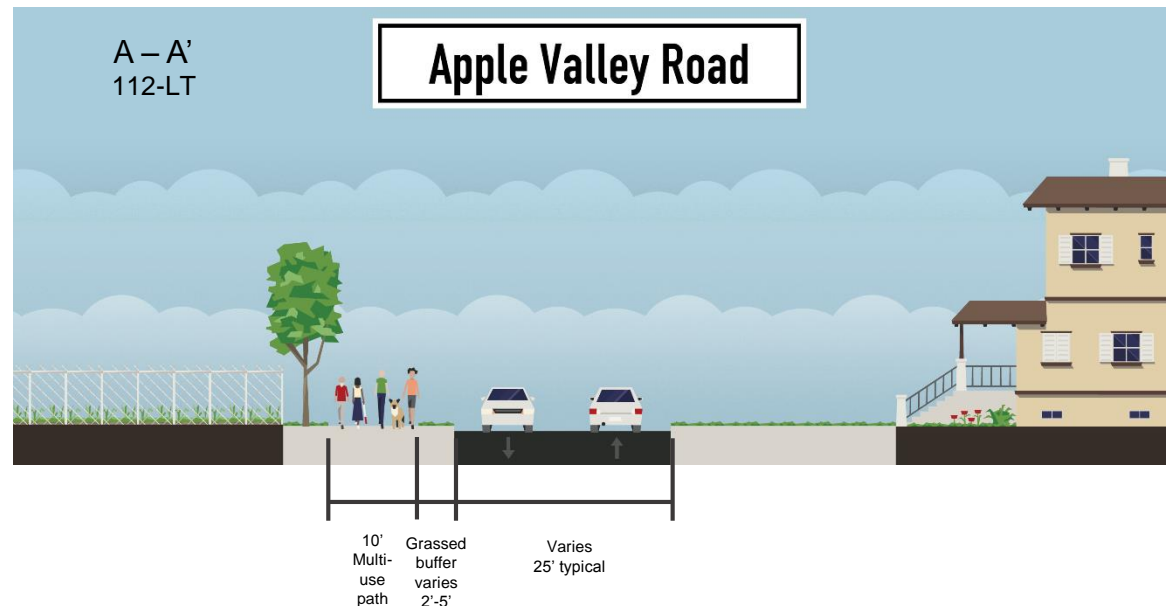 A – A’
112-LT
Apple Valley Road
10’
Multi-
use
path
Grassed
buffer
varies
2’-5’
Varies
25’ typical